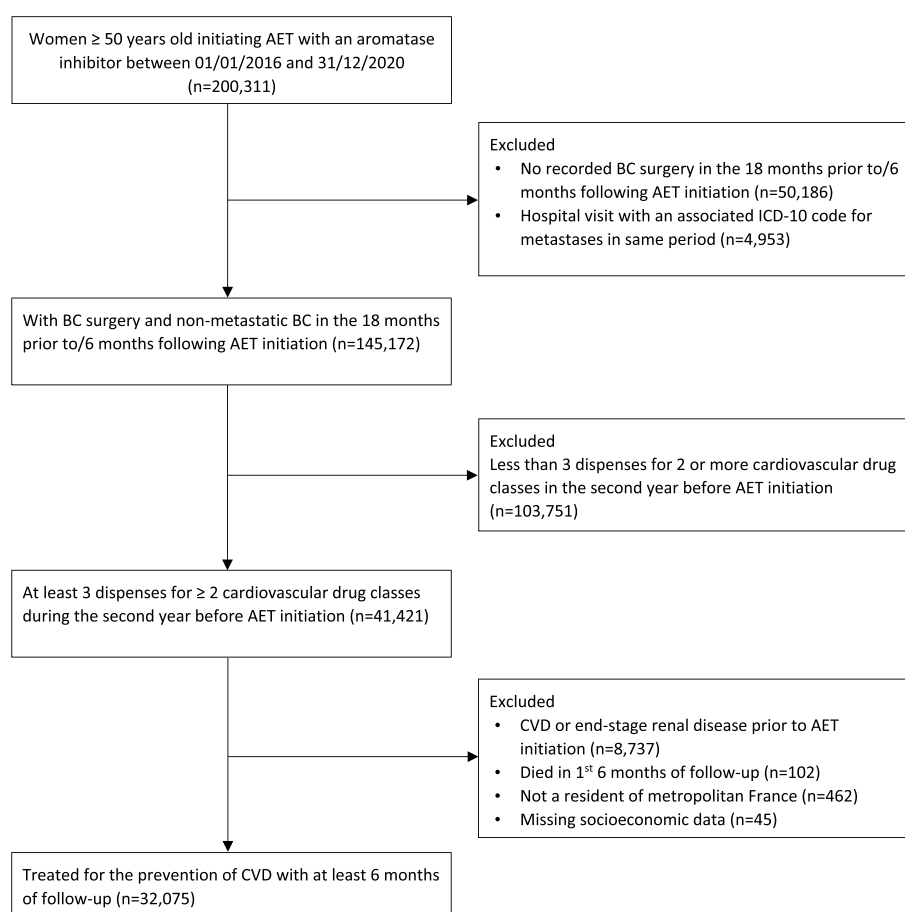 Women ≥ 50 years old initiating AET with an aromatase
inhibitor between 01/01/2016 and 31/12/2020
(n=200,311)
Excluded
• No recorded BC surgery in the 18 months prior to/6
months following AET initiation (n=50,186)
• Hospital visit with an associated ICD-10 code for
metastases in same period (n=4,953)
With BC surgery and non-metastatic BC in the 18 months
prior to/6 months following AET initiation (n=145,172)
Excluded
Less than 3 dispenses for 2 or more cardiovascular drug
classes in the second year before AET initiation
(n=103,751)
At least 3 dispenses for ≥ 2 cardiovascular drug classes
during the second year before AET initiation (n=41,421)
Excluded
• CVD or end-stage renal disease prior to AET
initiation (n=8,737)
• Died in 1st 6 months of follow-up (n=102)
• Not a resident of metropolitan France (n=462)
• Missing socioeconomic data (n=45)
Treated for the prevention of CVD with at least 6 months
of follow-up (n=32,075)